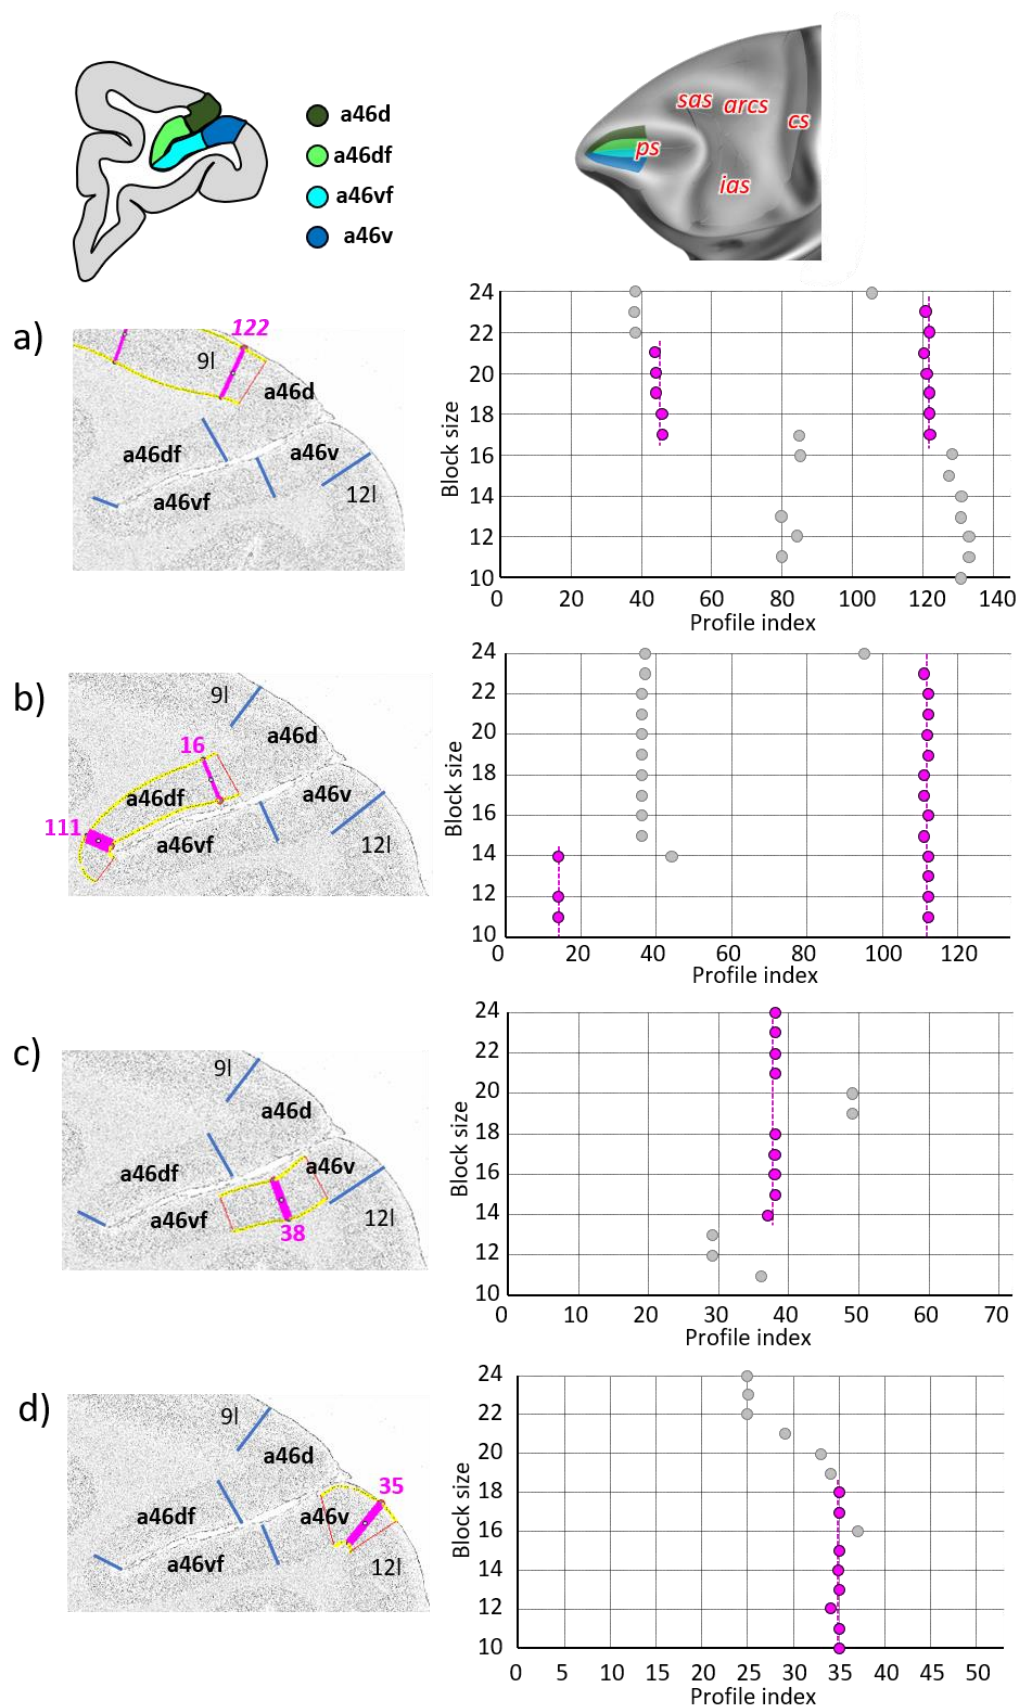 a46d
a46df
a46vf
a46v
sas
arcs
cs
ps
ias
a)
122
9l
a46d
a46df
a46v
a46vf
12l
Block size
24
22
20
18
16
14
12
10
0 20 40 60 80 100 120 140
Profile index
b)
9l
a46d
16
a46df
a46v
111
a46vf
12l
Block size
24
22
20
18
16
14
12
10
0 20 40 60 80 100 120
Profile index
c)
9l
a46d
a46v
a46df
a46vf
12l
38
Block size
24
22
20
18
16
14
12
10
0 10 20 30 40 50 60 70
Profile index
d)
9l
a46d
35
a46df
a46v
a46vf
12l
Block size
24
22
20
18
16
14
12
10
0 5 10 15 20 25 30 35 40 45 50
Profile index